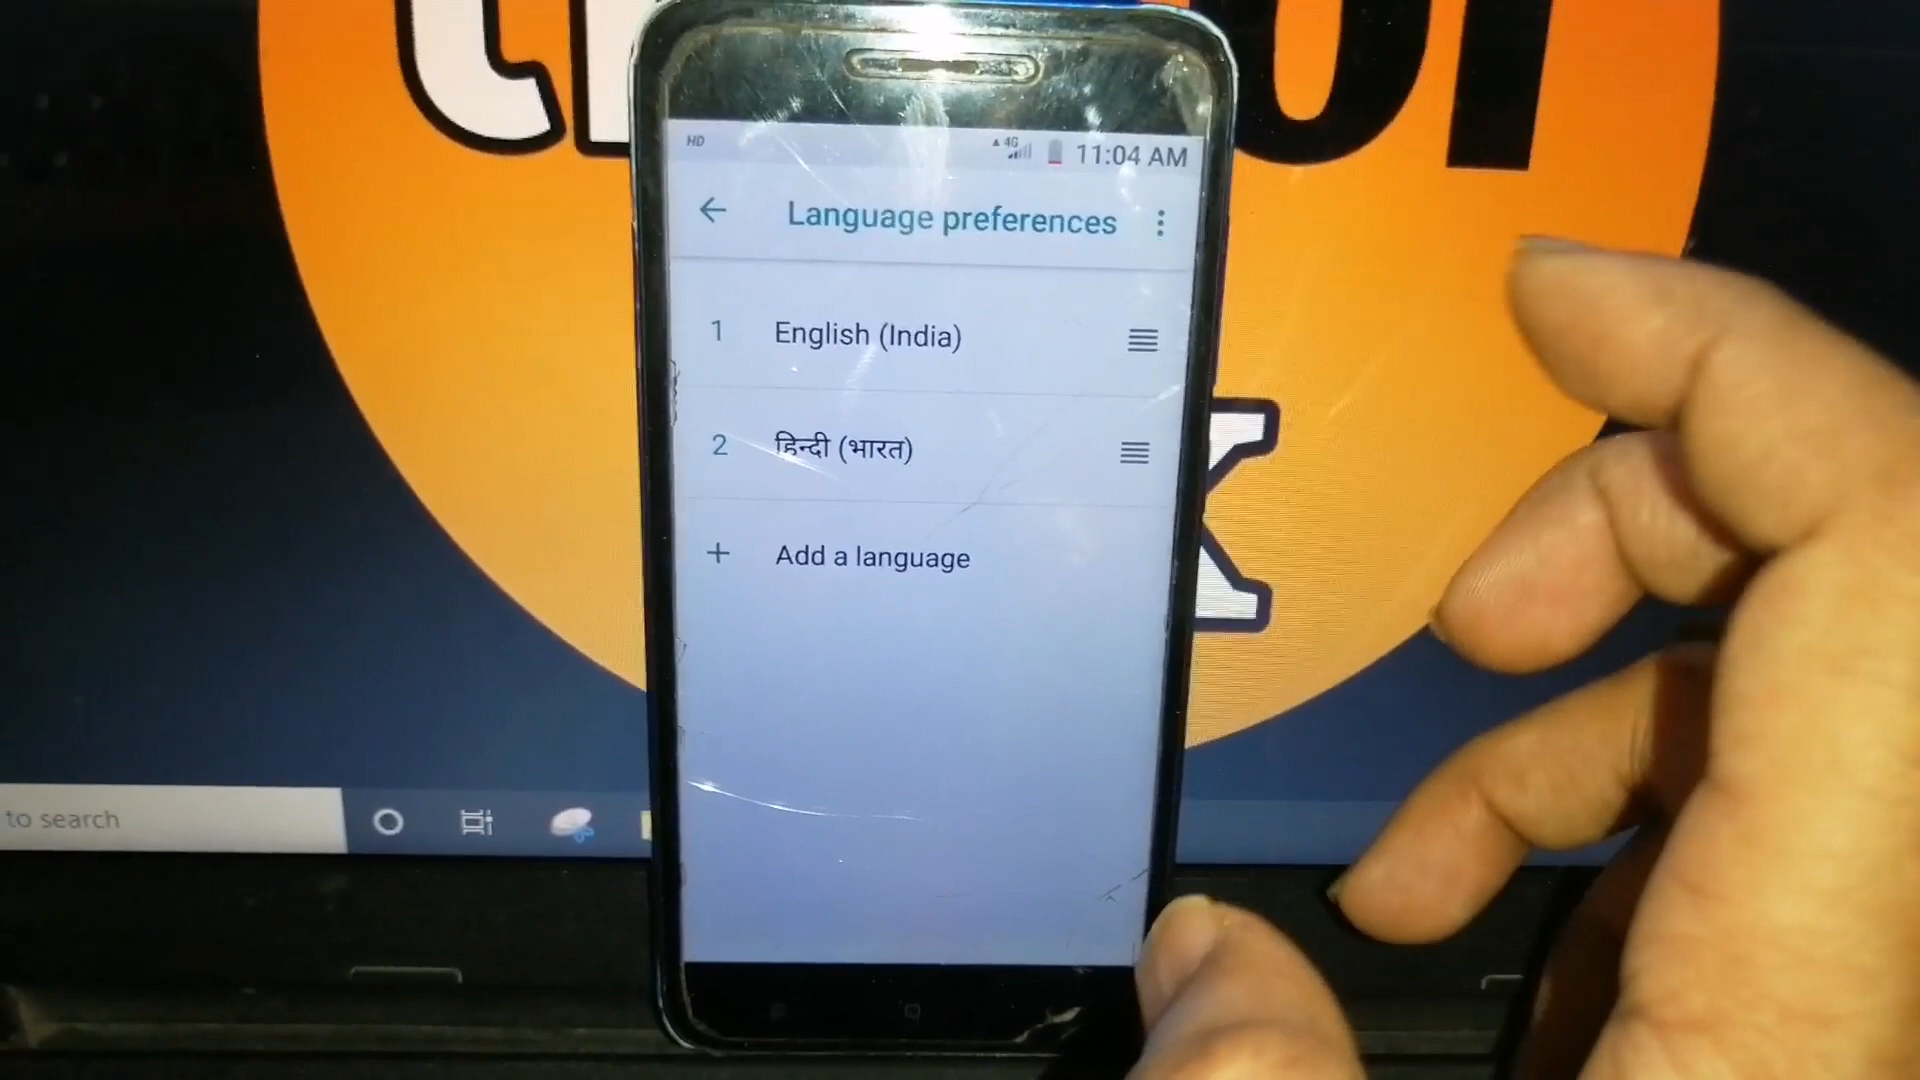 HD 4G 11:04 AM
Language preferences
1 English (India)
2 हिन्दी (भारत)
+ Add a language
to search